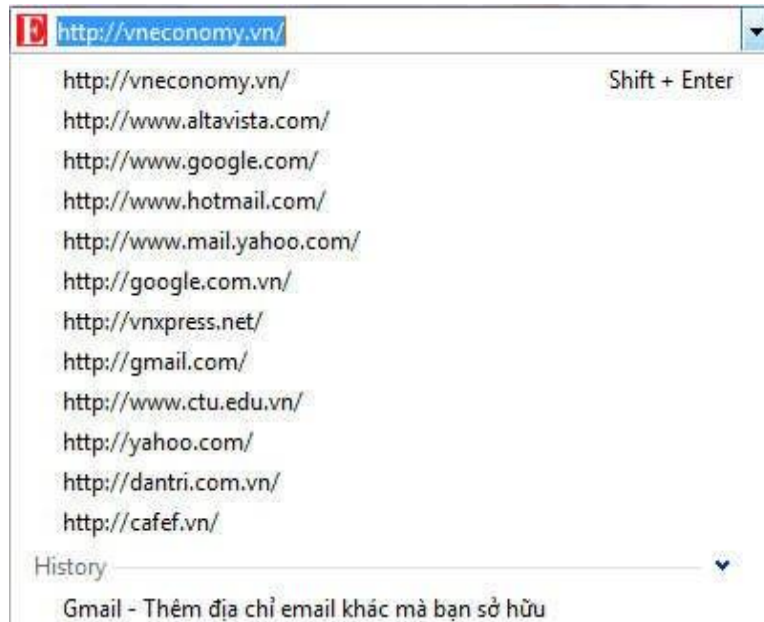 E http://vneconomy.vn/
http://vneconomy.vn/ Shift + Enter
http://www.altavista.com/
http://www.google.com/
http://www.hotmail.com/
http://www.mail.yahoo.com/
http://google.com.vn/
http://vnxpress.net/
http://gmail.com/
http://www.ctu.edu.vn/
http://yahoo.com/
http://dantri.com.vn/
http://cafef.vn/
History
Gmail - Thêm địa chỉ email khác mà bạn sở hữu